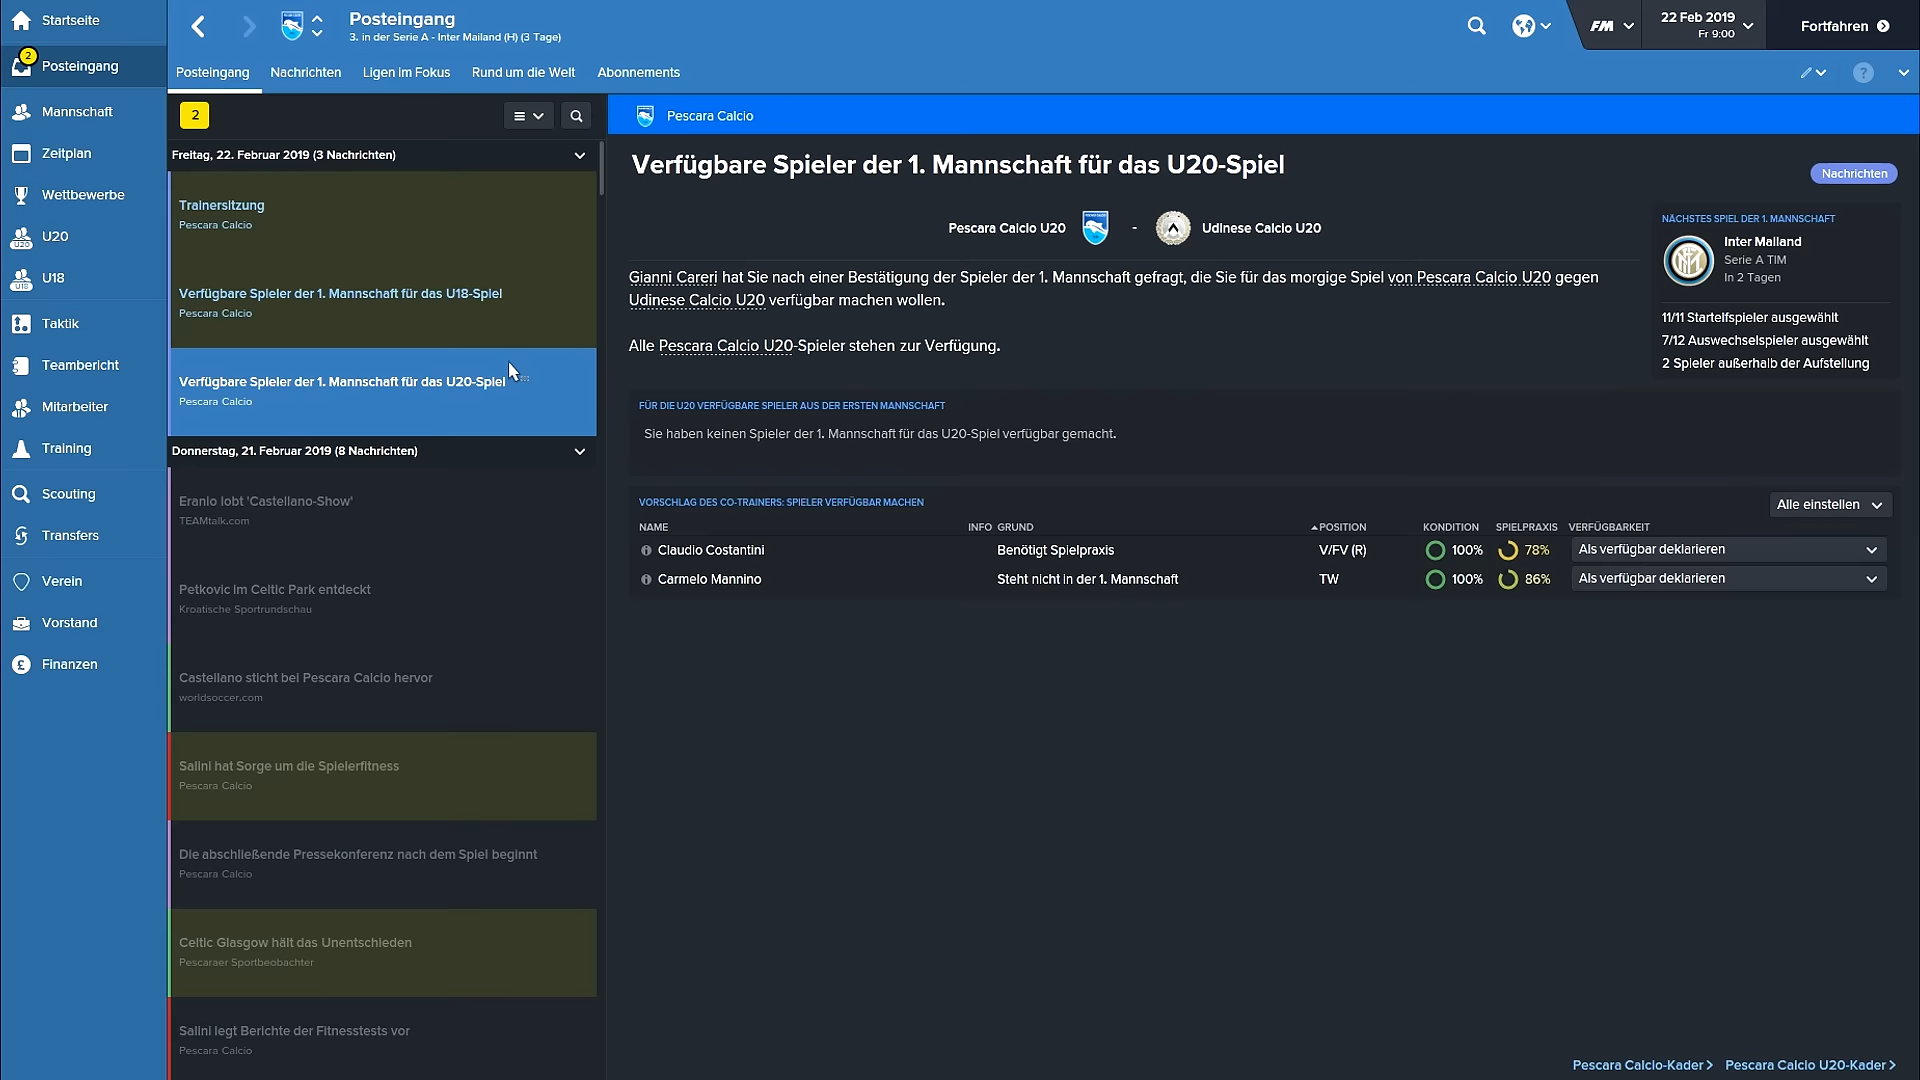 Startseite
2
Posteingang
Mannschaft
Zeitplan
Wettbewerbe
U20
U20
U18
U18
Taktik
Teambericht
Mitarbeiter
Training
Scouting
Transfers
Verein
Vorstand
Finanzen
Posteingang
3. in der Serie A - Inter Mailand (H) (3 Tage)
FM
22 Feb 2019
Fr 9:00
Fortfahren
Posteingang Nachrichten Ligen im Fokus Rund um die Welt Abonnements
?
2
Freitag, 22. Februar 2019 (3 Nachrichten)
Trainersitzung
Pescara Calcio
Verfügbare Spieler der 1. Mannschaft für das U18-Spiel
Pescara Calcio
Verfügbare Spieler der 1. Mannschaft für das U20-Spiel
Pescara Calcio
Donnerstag, 21. Februar 2019 (8 Nachrichten)
Eranio lobt 'Castellano-Show'
TEAMtalk.com
Petkovic im Celtic Park entdeckt
Kroatische Sportrundschau
Castellano sticht bei Pescara Calcio hervor
worldsoccer.com
Salini hat Sorge um die Spielerfitness
Pescara Calcio
Die abschließende Pressekonferenz nach dem Spiel beginnt
Pescara Calcio
Celtic Glasgow hält das Unentschieden
Pescaraer Sportbeobachter
Salini legt Berichte der Fitnesstests vor
Pescara Calcio
Pescara Calcio
Verfügbare Spieler der 1. Mannschaft für das U20-Spiel
Nachrichten
Pescara Calcio U20 - Udinese Calcio U20
Gianni Careri hat Sie nach einer Bestätigung der Spieler der 1. Mannschaft gefragt, die Sie für das morgige Spiel von Pescara Calcio U20 gegen
Udinese Calcio U20 verfügbar machen wollen.
Alle Pescara Calcio U20-Spieler stehen zur Verfügung.
NÄCHSTES SPIEL DER 1. MANNSCHAFT
Inter Mailand
Serie A TIM
In 2 Tagen
11/11 Startelfspieler ausgewählt
7/12 Auswechselspieler ausgewählt
2 Spieler außerhalb der Aufstellung
FÜR DIE U20 VERFÜGBARE SPIELER AUS DER ERSTEN MANNSCHAFT
Sie haben keinen Spieler der 1. Mannschaft für das U20-Spiel verfügbar gemacht.
VORSCHLAG DES CO-TRAINERS: SPIELER VERFÜGBAR MACHEN
Alle einstellen
NAME INFO GRUND POSITION KONDITION SPIELPRAXIS VERFÜGBARKEIT
Claudio Costantini Benötigt Spielpraxis V/FV (R) 100% 78% Als verfügbar deklarieren
Carmelo Mannino Steht nicht in der 1. Mannschaft TW 100% 86% Als verfügbar deklarieren
Pescara Calcio-Kader> Pescara Calcio U20-Kader>